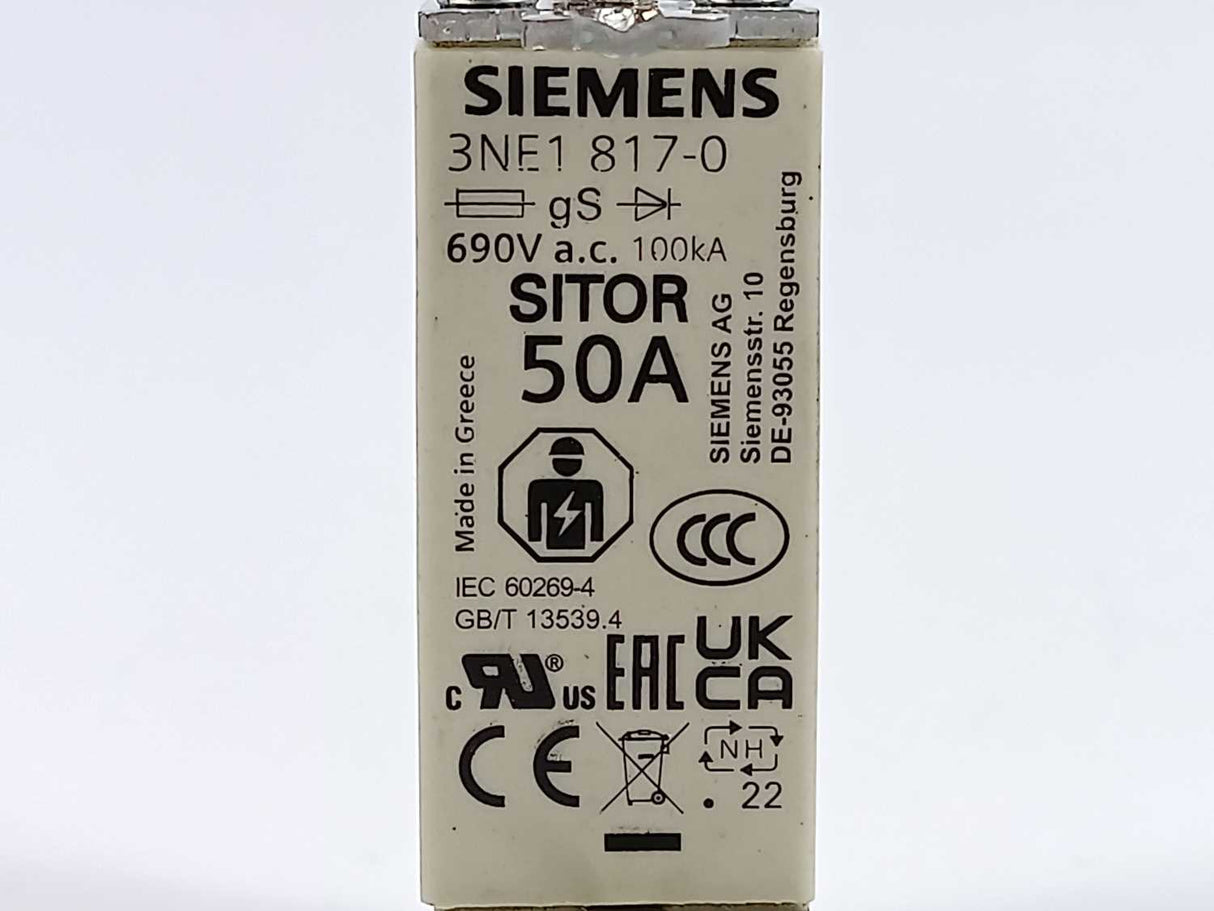 SIEMENS
3NE1 817-0
gS
690V a.c. 100kA
SITOR
50A
Made in Greece
SIEMENS AG
Siemensstr. 10
DE-93055 Regensburg
CCC
IEC 60269-4
GB/T 13539.4
c RU® US
EAC
UK
CA
CE
NH
. 22